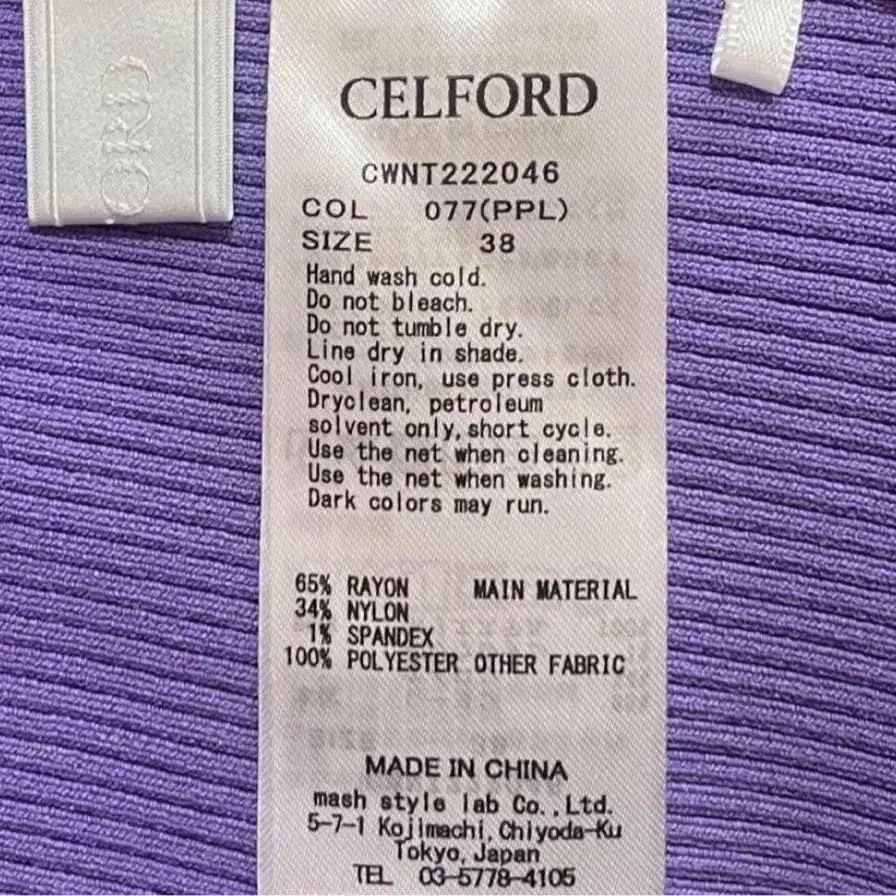 CELFORD
CWNT222046
COL 077(PPL)
SIZE 38
Hand wash cold.
Do not bleach.
Do not tumble dry.
Line dry in shade.
Cool iron, use press cloth.
Dryclean, petroleum
solvent only, short cycle.
Use the net when cleaning.
Use the net when washing.
Dark colors may run.
65% RAYON MAIN MATERIAL
34% NYLON
1% SPANDEX
100% POLYESTER OTHER FABRIC
MADE IN CHINA
mash style lab Co.,Ltd.
5-7-1 Kojimachi, Chiyoda-Ku
Tokyo, Japan
TEL 03-5778-4105